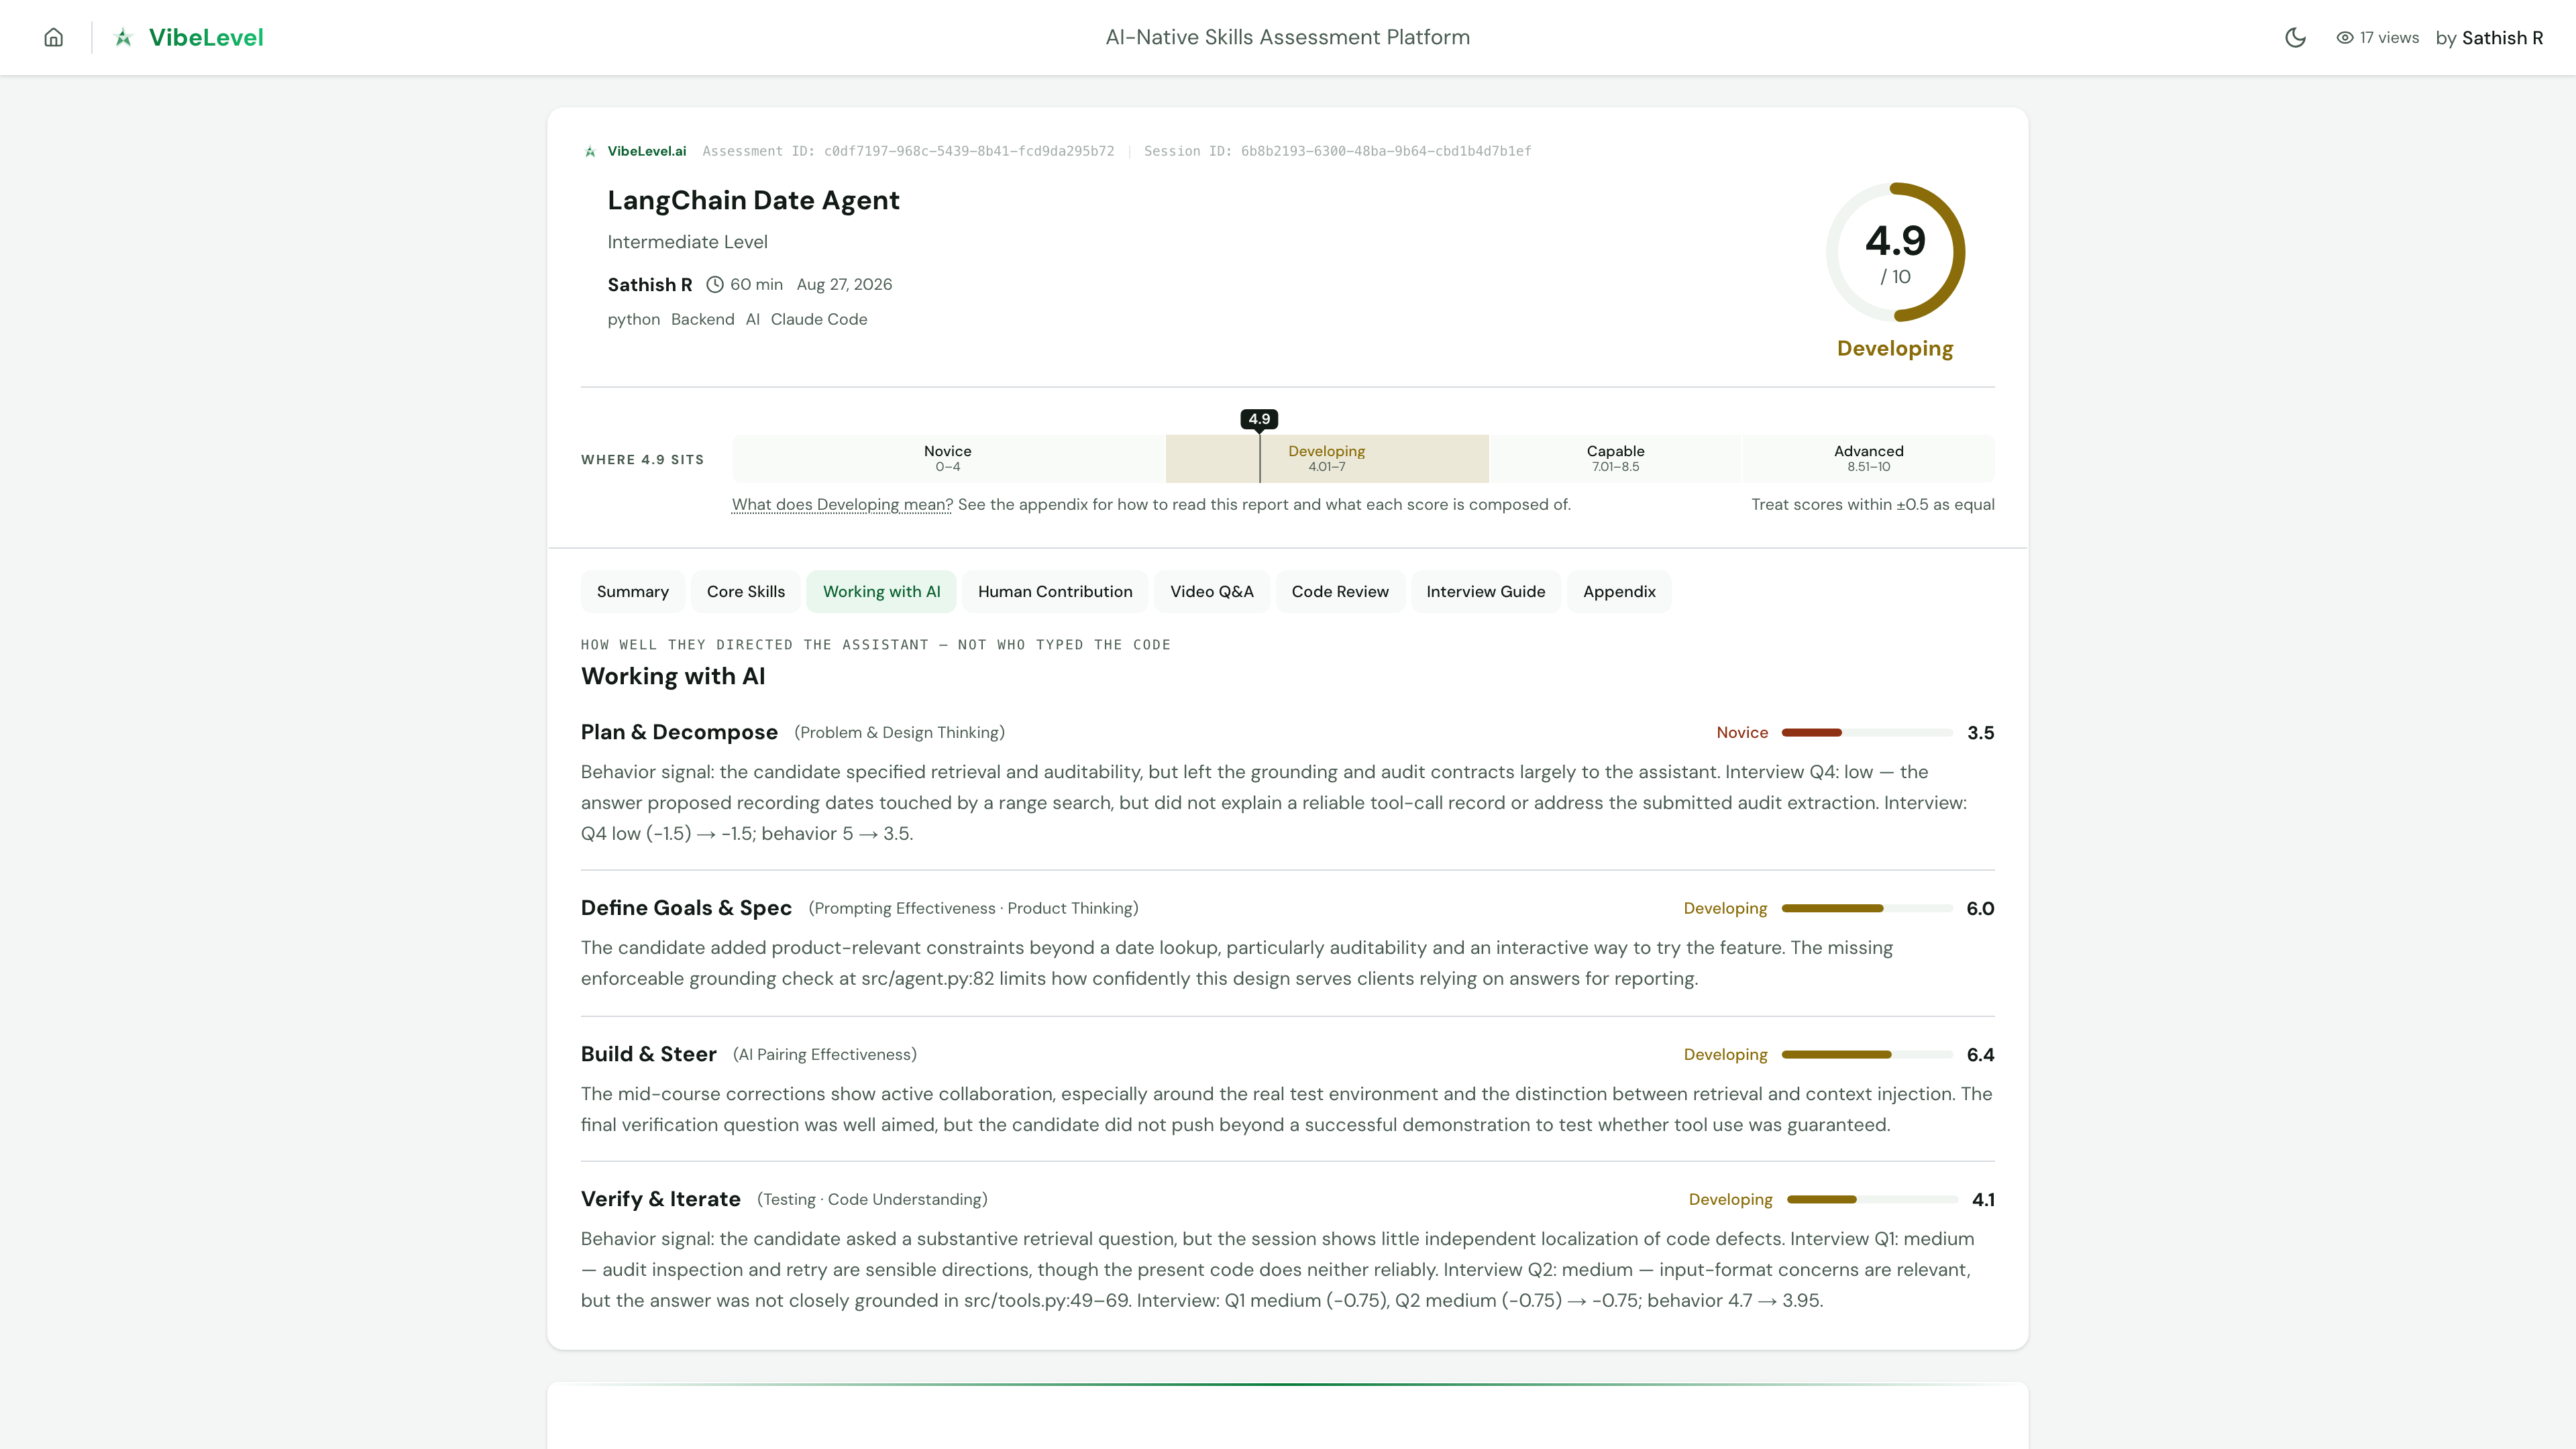 VibeLevel
AI-Native Skills Assessment Platform
17 views
by Sathish R
VibeLevel.ai Assessment ID: c0df7197-968c-5439-8b41-fcd9da295b72 Session ID: 6b8b2193-6300-48ba-9b64-cbd1b4d7b1ef
LangChain Date Agent
Intermediate Level
Sathish R 60 min Aug 27, 2026
python Backend AI Claude Code
4.9
/ 10
Developing
4.9
WHERE 4.9 SITS
Novice
0–4
Developing
4.01–7
Capable
7.01–8.5
Advanced
8.51–10
What does Developing mean? See the appendix for how to read this report and what each score is composed of.
Treat scores within ±0.5 as equal
Summary Core Skills Working with AI Human Contribution Video Q&A Code Review Interview Guide Appendix
HOW WELL THEY DIRECTED THE ASSISTANT — NOT WHO TYPED THE CODE
Working with AI
Plan & Decompose (Problem & Design Thinking) Novice 3.5
Behavior signal: the candidate specified retrieval and auditability, but left the grounding and audit contracts largely to the assistant. Interview Q4: low — the
answer proposed recording dates touched by a range search, but did not explain a reliable tool-call record or address the submitted audit extraction. Interview:
Q4 low (-1.5) → -1.5; behavior 5 → 3.5.
Define Goals & Spec (Prompting Effectiveness · Product Thinking) Developing 6.0
The candidate added product-relevant constraints beyond a date lookup, particularly auditability and an interactive way to try the feature. The missing
enforceable grounding check at src/agent.py:82 limits how confidently this design serves clients relying on answers for reporting.
Build & Steer (AI Pairing Effectiveness) Developing 6.4
The mid-course corrections show active collaboration, especially around the real test environment and the distinction between retrieval and context injection. The
final verification question was well aimed, but the candidate did not push beyond a successful demonstration to test whether tool use was guaranteed.
Verify & Iterate (Testing · Code Understanding) Developing 4.1
Behavior signal: the candidate asked a substantive retrieval question, but the session shows little independent localization of code defects. Interview Q1: medium
— audit inspection and retry are sensible directions, though the present code does neither reliably. Interview Q2: medium — input-format concerns are relevant,
but the answer was not closely grounded in src/tools.py:49–69. Interview: Q1 medium (-0.75), Q2 medium (-0.75) → -0.75; behavior 4.7 → 3.95.